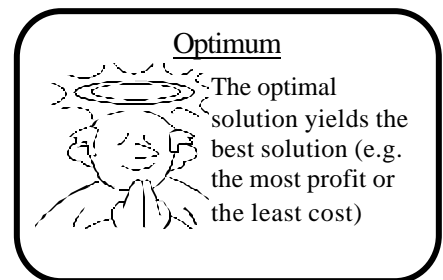 Optimum
The optimal
solution yields the
best solution (e.g.
the most profit or
the least cost)